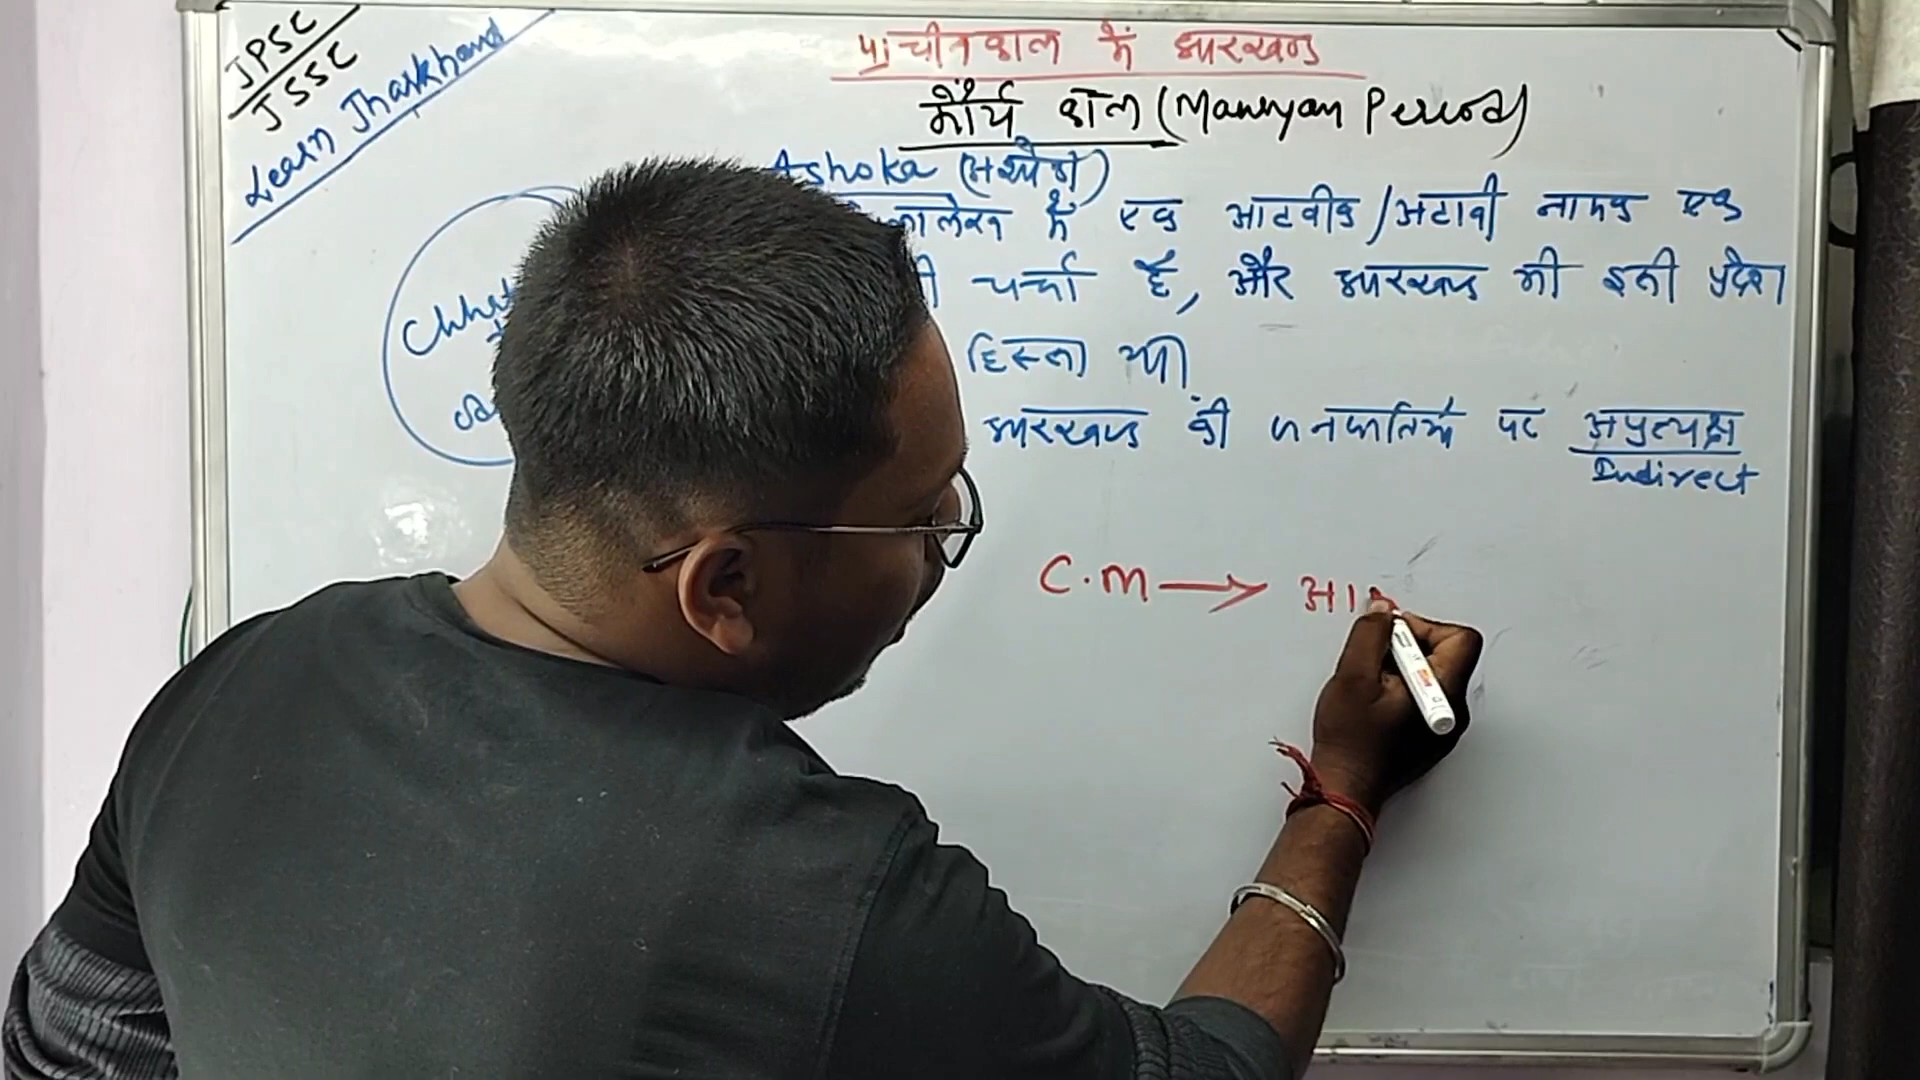 JPSC
JSSC
Learn Jharkhand
प्राचीनकाल में झारखण्ड
मौर्य काल (Mauryan Period)
Ashoka (अशोका)
में एक आटवीक/अटावी नामक एक
चर्चा है, और झारखण्ड भी इसी प्रदेश
हिस्सा था
झारखण्ड की जनजातियों पर अप्रत्यक्ष
Indirect
C.M → आ